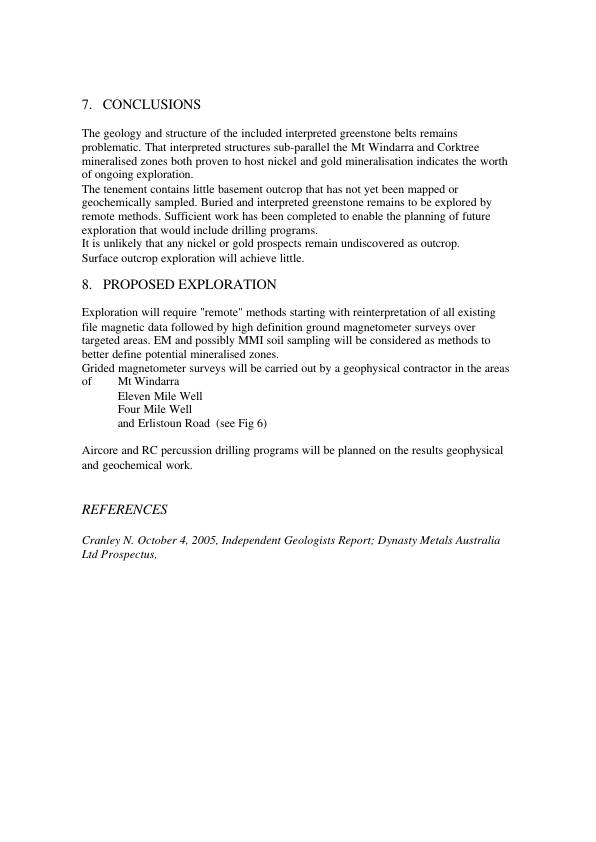 7. CONCLUSIONS
The geology and structure of the included interpreted greenstone belts remains
problematic. That interpreted structures sub-parallel the Mt Windarra and Corktree
mineralised zones both proven to host nickel and gold mineralisation indicates the worth
of ongoing exploration.
The tenement contains little basement outcrop that has not yet been mapped or
geochemically sampled. Buried and interpreted greenstone remains to be explored by
remote methods. Sufficient work has been completed to enable the planning of future
exploration that would include drilling programs.
It is unlikely that any nickel or gold prospects remain undiscovered as outcrop.
Surface outcrop exploration will achieve little.
8. PROPOSED EXPLORATION
Exploration will require "remote" methods starting with reinterpretation of all existing
file magnetic data followed by high definition ground magnetometer surveys over
targeted areas. EM and possibly MMI soil sampling will be considered as methods to
better define potential mineralised zones.
Grided magnetometer surveys will be carried out by a geophysical contractor in the areas
of Mt Windarra
Eleven Mile Well
Four Mile Well
and Erlistoun Road (see Fig 6)
Aircore and RC percussion drilling programs will be planned on the results geophysical
and geochemical work.
REFERENCES
Cranley N. October 4, 2005, Independent Geologists Report; Dynasty Metals Australia
Ltd Prospectus,